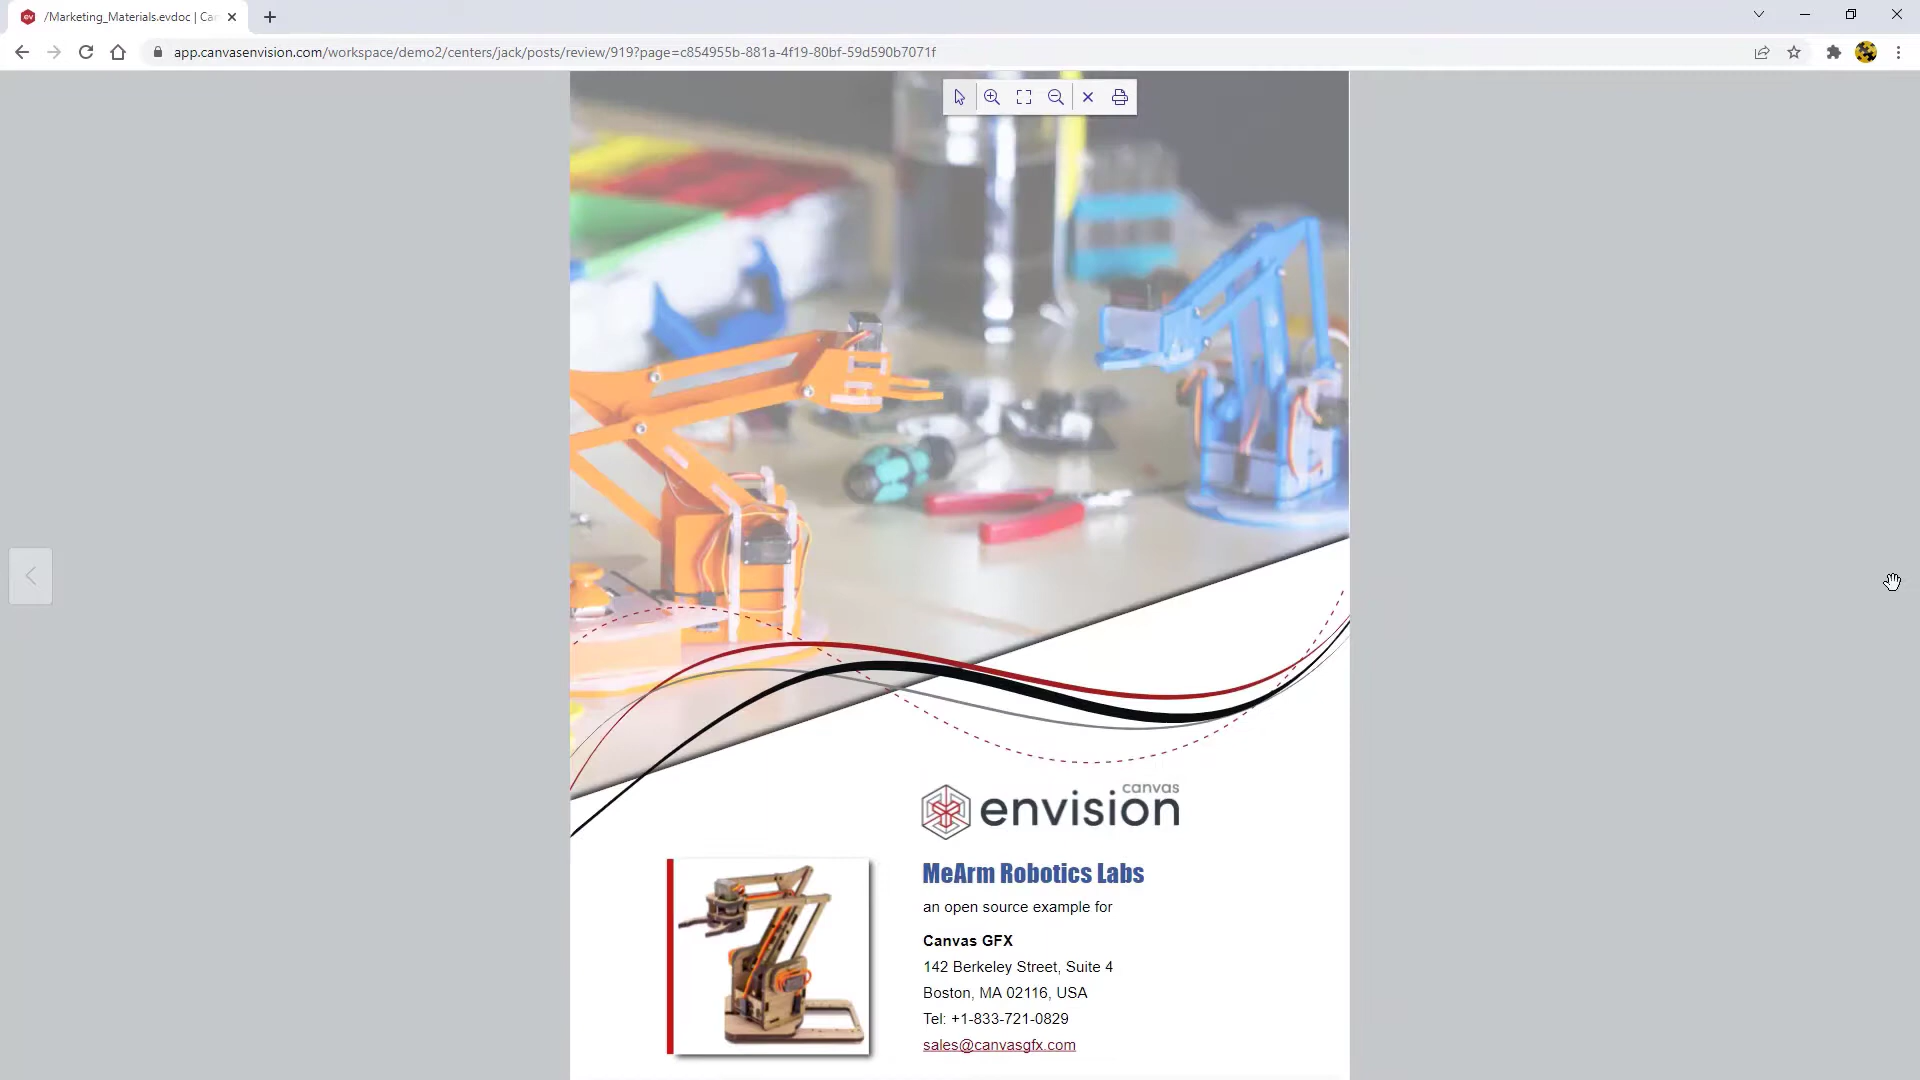 /Marketing_Materials.evdoc | Ca
app.canvasenvision.com/workspace/demo2/centers/jack/posts/review/919?page=c854955b-881a-4f19-80bf-59d590b7071f
canvas
envision
MeArm Robotics Labs
an open source example for
Canvas GFX
142 Berkeley Street, Suite 4
Boston, MA 02116, USA
Tel: +1-833-721-0829
sales@canvasgfx.com